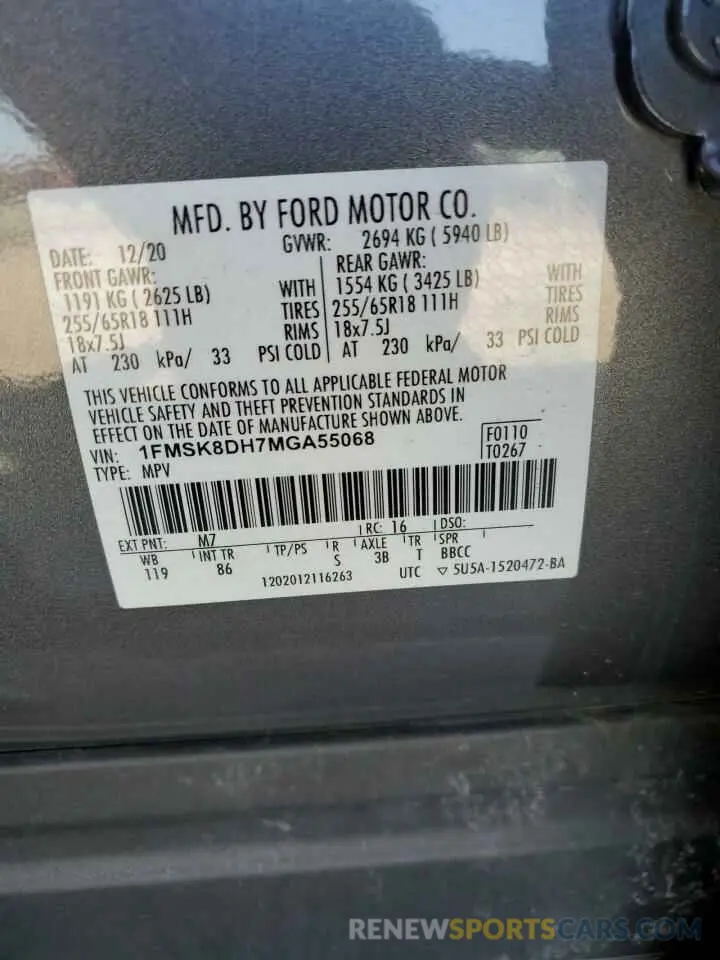 MFD. BY FORD MOTOR CO.
DATE: 12/20 GVWR: 2694 KG ( 5940 LB)
FRONT GAWR: REAR GAWR:
1191 KG ( 2625 LB) WITH 1554 KG ( 3425 LB) WITH
255/65R18 111H TIRES 255/65R18 111H TIRES
18x7.5J RIMS 18x7.5J RIMS
AT 230 kPa/ 33 PSI COLD AT 230 kPa/ 33 PSI COLD
THIS VEHICLE CONFORMS TO ALL APPLICABLE FEDERAL MOTOR
VEHICLE SAFETY AND THEFT PREVENTION STANDARDS IN
EFFECT ON THE DATE OF MANUFACTURE SHOWN ABOVE.
VIN: 1FMSK8DH7MGA55068 F0110
TYPE: MPV T0267
EXT PNT: M7 RC: 16 DSO:
WB INT TR TP/PS R AXLE TR SPR
119 86 S 3B T BBCC
1202012116263 UTC ▽ 5U5A-1520472-BA
RENEWSPORTSCARS.COM